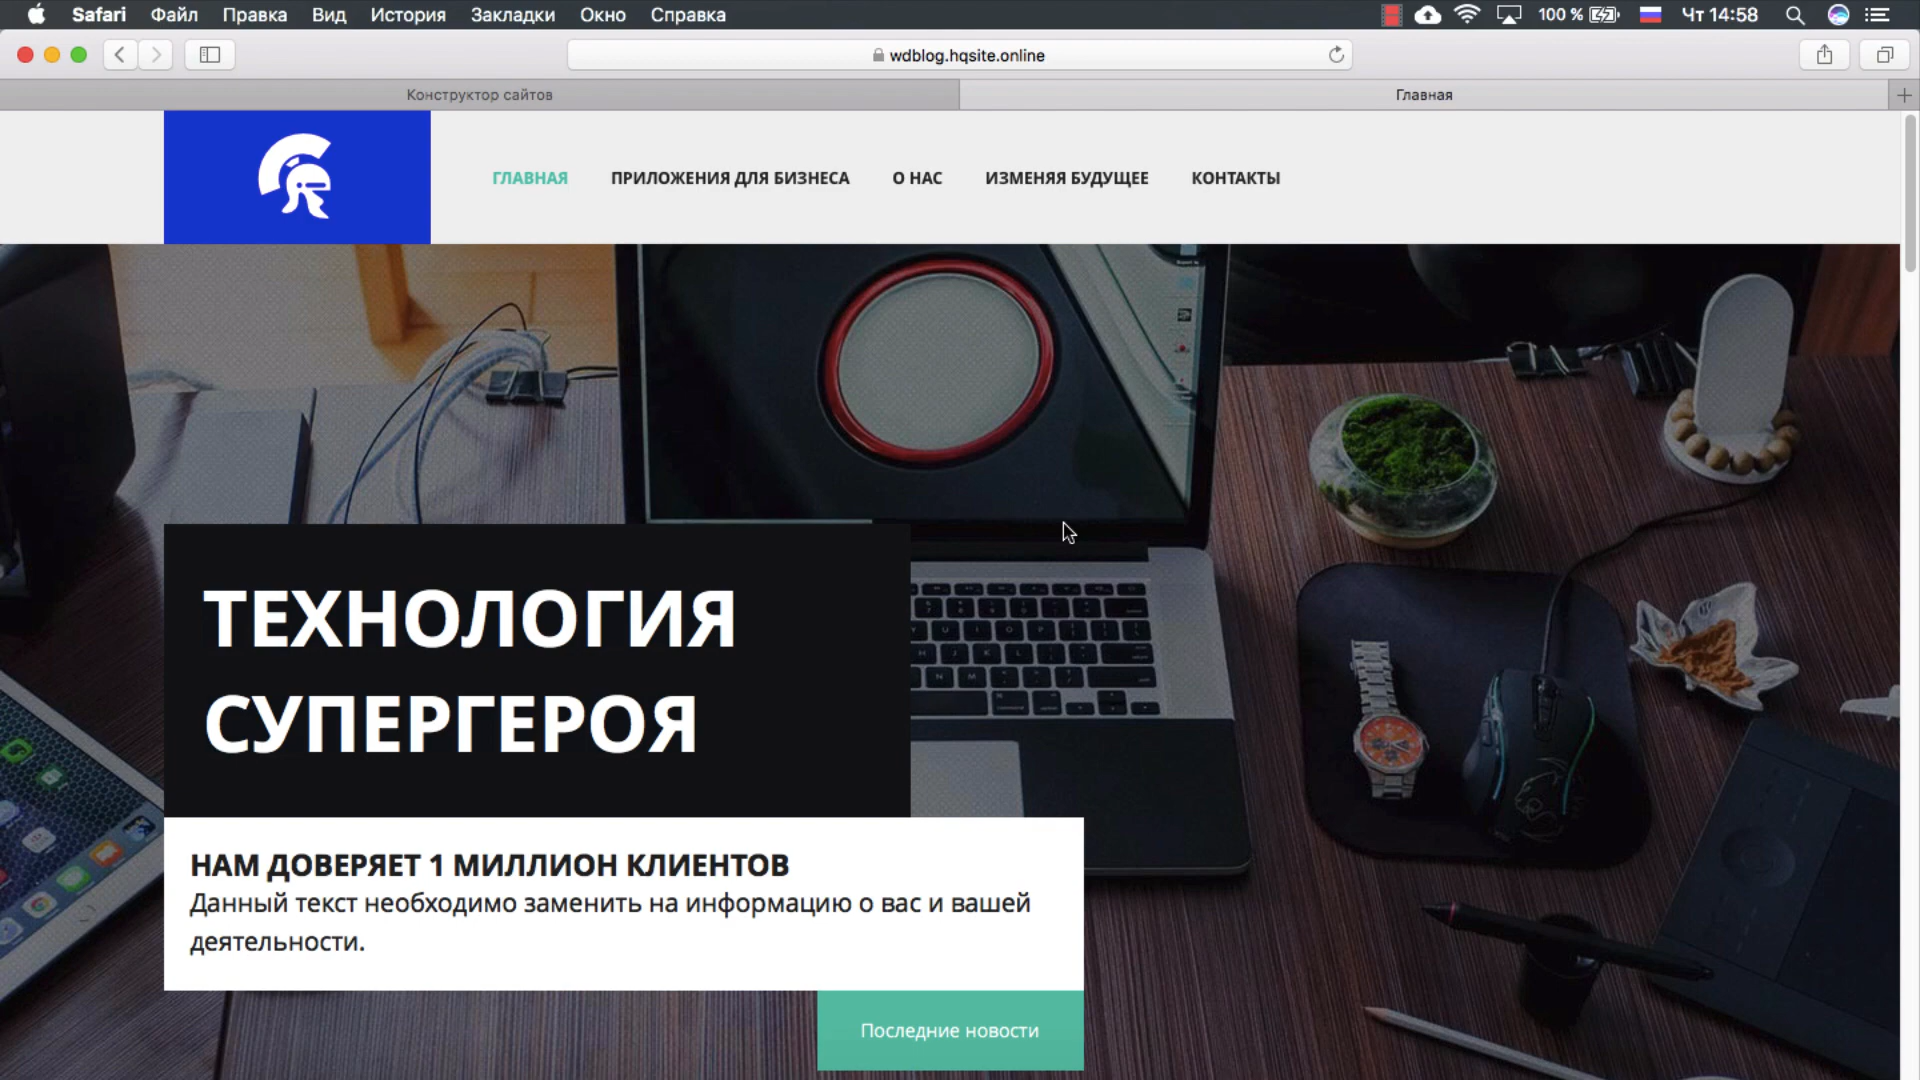 Safari Файл Правка Вид История Закладки Окно Справка 100 % Чт 14:58
wdblog.hqsite.online
Конструктор сайтов Главная
ГЛАВНАЯ ПРИЛОЖЕНИЯ ДЛЯ БИЗНЕСА О НАС ИЗМЕНЯЯ БУДУЩЕЕ КОНТАКТЫ
ТЕХНОЛОГИЯ
СУПЕРГЕРОЯ
НАМ ДОВЕРЯЕТ 1 МИЛЛИОН КЛИЕНТОВ
Данный текст необходимо заменить на информацию о вас и вашей
деятельности.
Последние новости